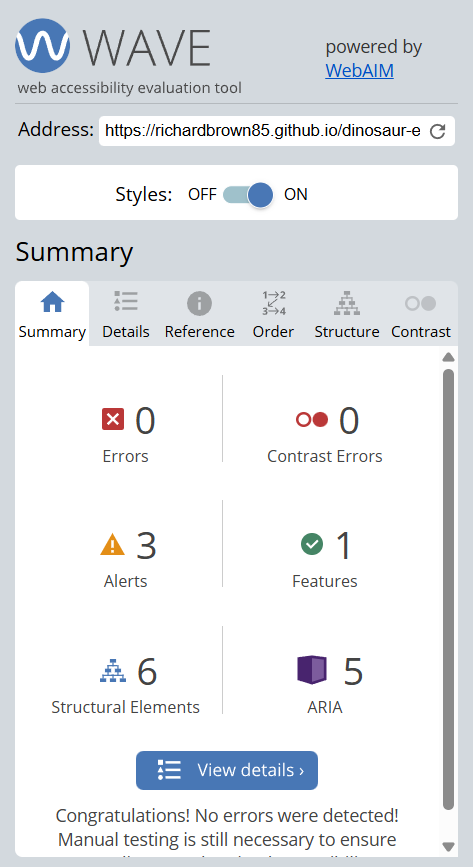 WAVE
powered by
WebAIM
web accessibility evaluation tool
Address: https://richardbrown85.github.io/dinosaur-e
Styles: OFF ON
Summary
Summary Details Reference Order Structure Contrast
0 0
Errors Contrast Errors
3 1
Alerts Features
6 5
Structural Elements ARIA
View details ›
Congratulations! No errors were detected!
Manual testing is still necessary to ensure